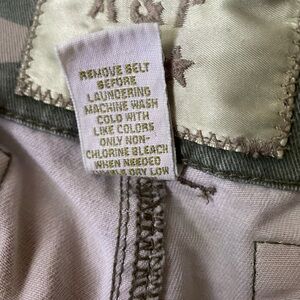 REMOVE BELT
BEFORE
LAUNDERING
MACHINE WASH
COLD WITH
LIKE COLORS
ONLY NON-
CHLORINE BLEACH
WHEN NEEDED
DRY LOW